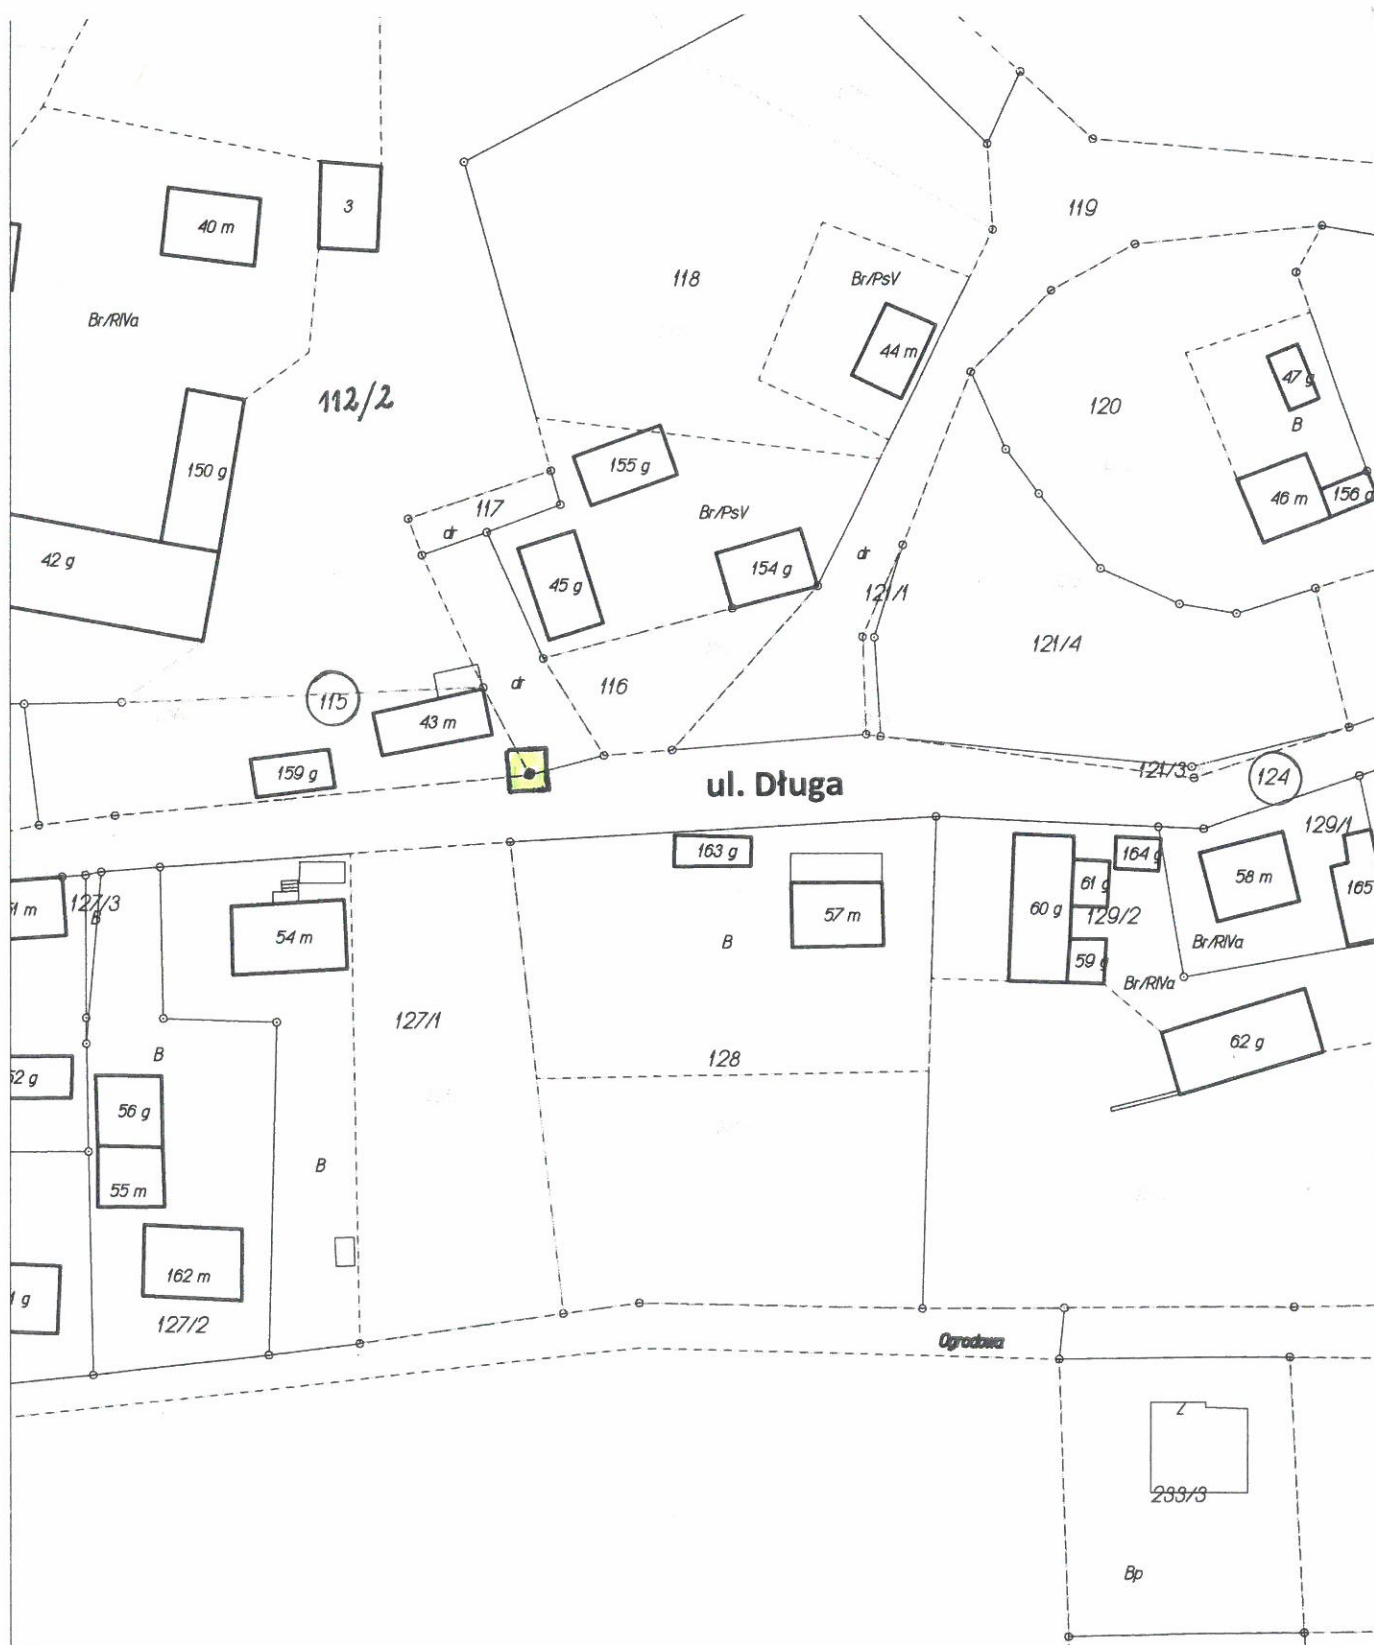 3
40 m
119
118
Br/PsV
Br/RIVa
44 m
47 g
112/2
120
B
155 g
150 g
46 m
156 g
117
Br/PsV
dr
42 g
45 g
154 g
dr
121/1
121/4
dr
116
115
43 m
159 g
ul. Długa
121/3
124
129/1
163 g
164 g
61 g
58 m
165
127/3
B
57 m
60 g
129/2
54 m
B
59 g
Br/RIVa
Br/RIVa
127/1
62 g
B
128
56 g
B
55 m
162 m
127/2
Ogrodowa
233/3
Bp